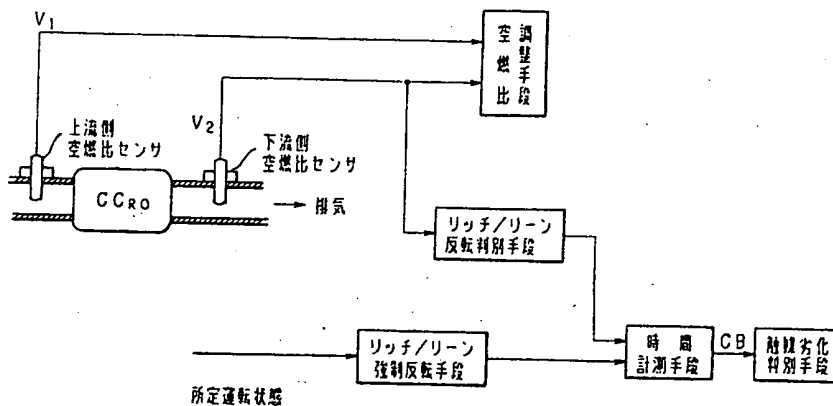 V1
空燃比
調整手段
V2
上流側
空燃比センサ
下流側
空燃比センサ
CCRO
排気
リッチ/リーン
反転判別手段
時間
計測手段
CB
触媒劣化
判別手段
リッチ/リーン
強制反転手段
所定運転状態